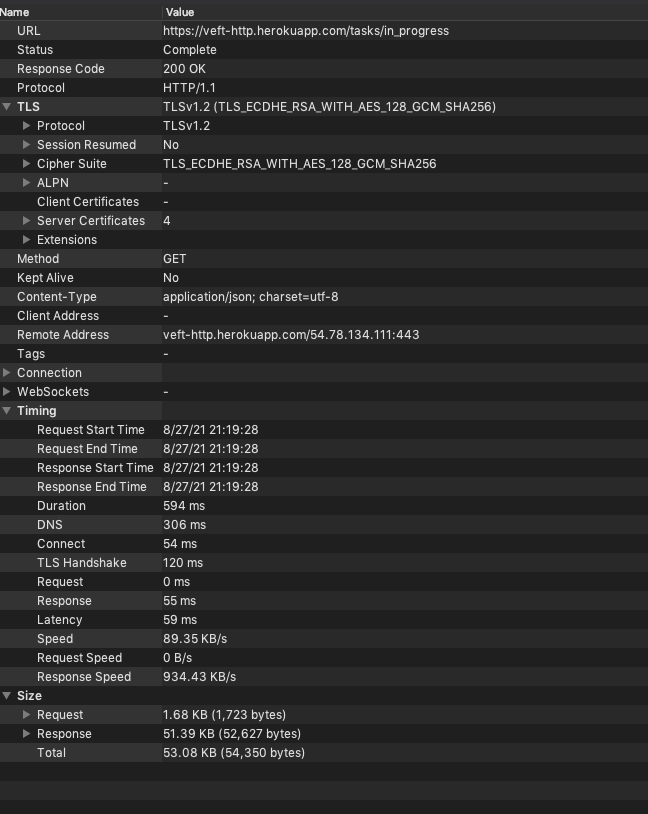 Name Value
URL https://veft-http.herokuapp.com/tasks/in_progress
Status Complete
Response Code 200 OK
Protocol HTTP/1.1
TLS TLSv1.2 (TLS_ECDHE_RSA_WITH_AES_128_GCM_SHA256)
Protocol TLSv1.2
Session Resumed No
Cipher Suite TLS_ECDHE_RSA_WITH_AES_128_GCM_SHA256
ALPN -
Client Certificates -
Server Certificates 4
Extensions
Method GET
Kept Alive No
Content-Type application/json; charset=utf-8
Client Address -
Remote Address veft-http.herokuapp.com/54.78.134.111:443
Tags -
Connection
WebSockets -
Timing
Request Start Time 8/27/21 21:19:28
Request End Time 8/27/21 21:19:28
Response Start Time 8/27/21 21:19:28
Response End Time 8/27/21 21:19:28
Duration 594 ms
DNS 306 ms
Connect 54 ms
TLS Handshake 120 ms
Request 0 ms
Response 55 ms
Latency 59 ms
Speed 89.35 KB/s
Request Speed 0 B/s
Response Speed 934.43 KB/s
Size
Request 1.68 KB (1,723 bytes)
Response 51.39 KB (52,627 bytes)
Total 53.08 KB (54,350 bytes)